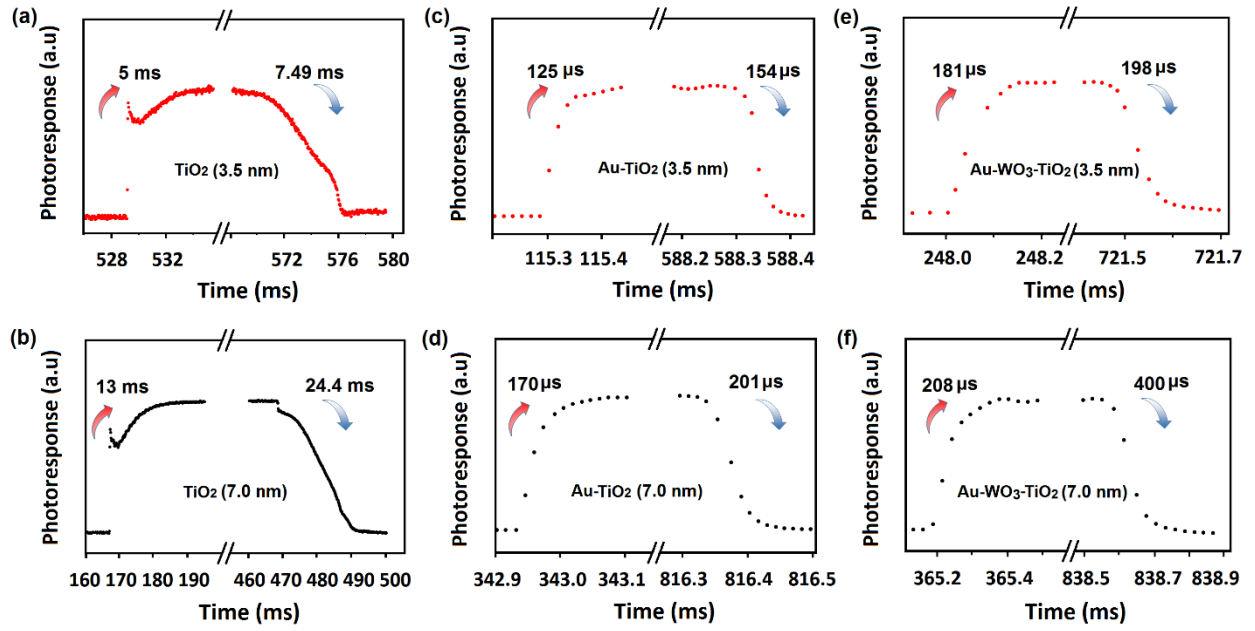 (a)
Photoresponse (a.u)
5 ms
7.49 ms
TiO₂ (3.5 nm)
528 532 572 576 580
Time (ms)
(c)
Photoresponse (a.u)
125 µs
154 µs
Au-TiO₂ (3.5 nm)
115.3 115.4 588.2 588.3 588.4
Time (ms)
(e)
Photoresponse (a.u)
181 µs
198 µs
Au-WO₃-TiO₂ (3.5 nm)
248.0 248.2 721.5 721.7
Time (ms)
(b)
Photoresponse (a.u)
13 ms
24.4 ms
TiO₂ (7.0 nm)
160 170 180 190 460 470 480 490 500
Time (ms)
(d)
Photoresponse (a.u)
170 µs
201 µs
Au-TiO₂ (7.0 nm)
342.9 343.0 343.1 816.3 816.4 816.5
Time (ms)
(f)
Photoresponse (a.u)
208 µs
400 µs
Au-WO₃-TiO₂ (7.0 nm)
365.2 365.4 838.5 838.7 838.9
Time (ms)